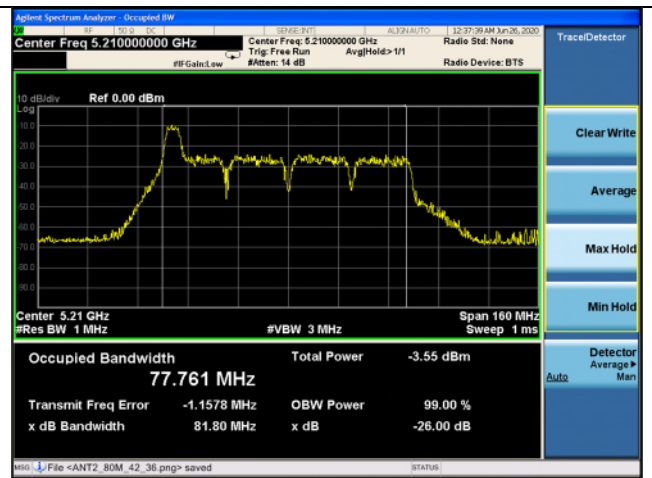 Agilent Spectrum Analyzer - Occupied BW
RF 50 Ω DC SENSE:INT ALIGN AUTO 12:37:39 AM Jun 26, 2020
Center Freq 5.210000000 GHz
Center Freq: 5.210000000 GHz
Radio Std: None
Trig: Free Run
Avg|Hold:> 1/1
#IFGain:Low
#Atten: 14 dB
Radio Device: BTS
Trace/Detector
10 dB/div
Ref 0.00 dBm
Log
-10.0
-20.0
-30.0
-40.0
-50.0
-60.0
-70.0
-80.0
-90.0
Clear Write
Average
Max Hold
Min Hold
Center 5.21 GHz
Span 160 MHz
#Res BW 1 MHz
#VBW 3 MHz
Sweep 1 ms
Occupied Bandwidth
77.761 MHz
Total Power -3.55 dBm
Transmit Freq Error -1.1578 MHz
OBW Power 99.00 %
x dB Bandwidth 81.80 MHz
x dB -26.00 dB
Detector
Average▶
Auto Man
MSG File <ANT2_80M_42_36.png> saved
STATUS